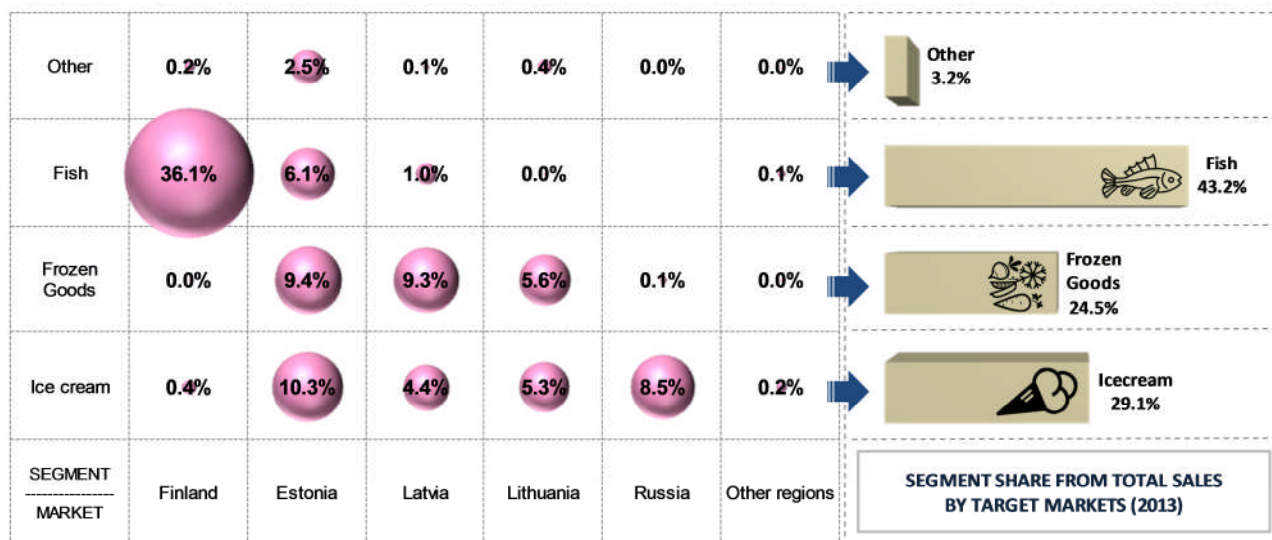 Other 0.2% 2.5% 0.1% 0.4% 0.0% 0.0%
Other
3.2%
Fish 36.1% 6.1% 1.0% 0.0% 0.1%
Fish
43.2%
Frozen
Goods 0.0% 9.4% 9.3% 5.6% 0.1% 0.0%
Frozen
Goods
24.5%
Ice cream 0.4% 10.3% 4.4% 5.3% 8.5% 0.2%
Icecream
29.1%
SEGMENT
----------------
MARKET
Finland Estonia Latvia Lithuania Russia Other regions
SEGMENT SHARE FROM TOTAL SALES
BY TARGET MARKETS (2013)